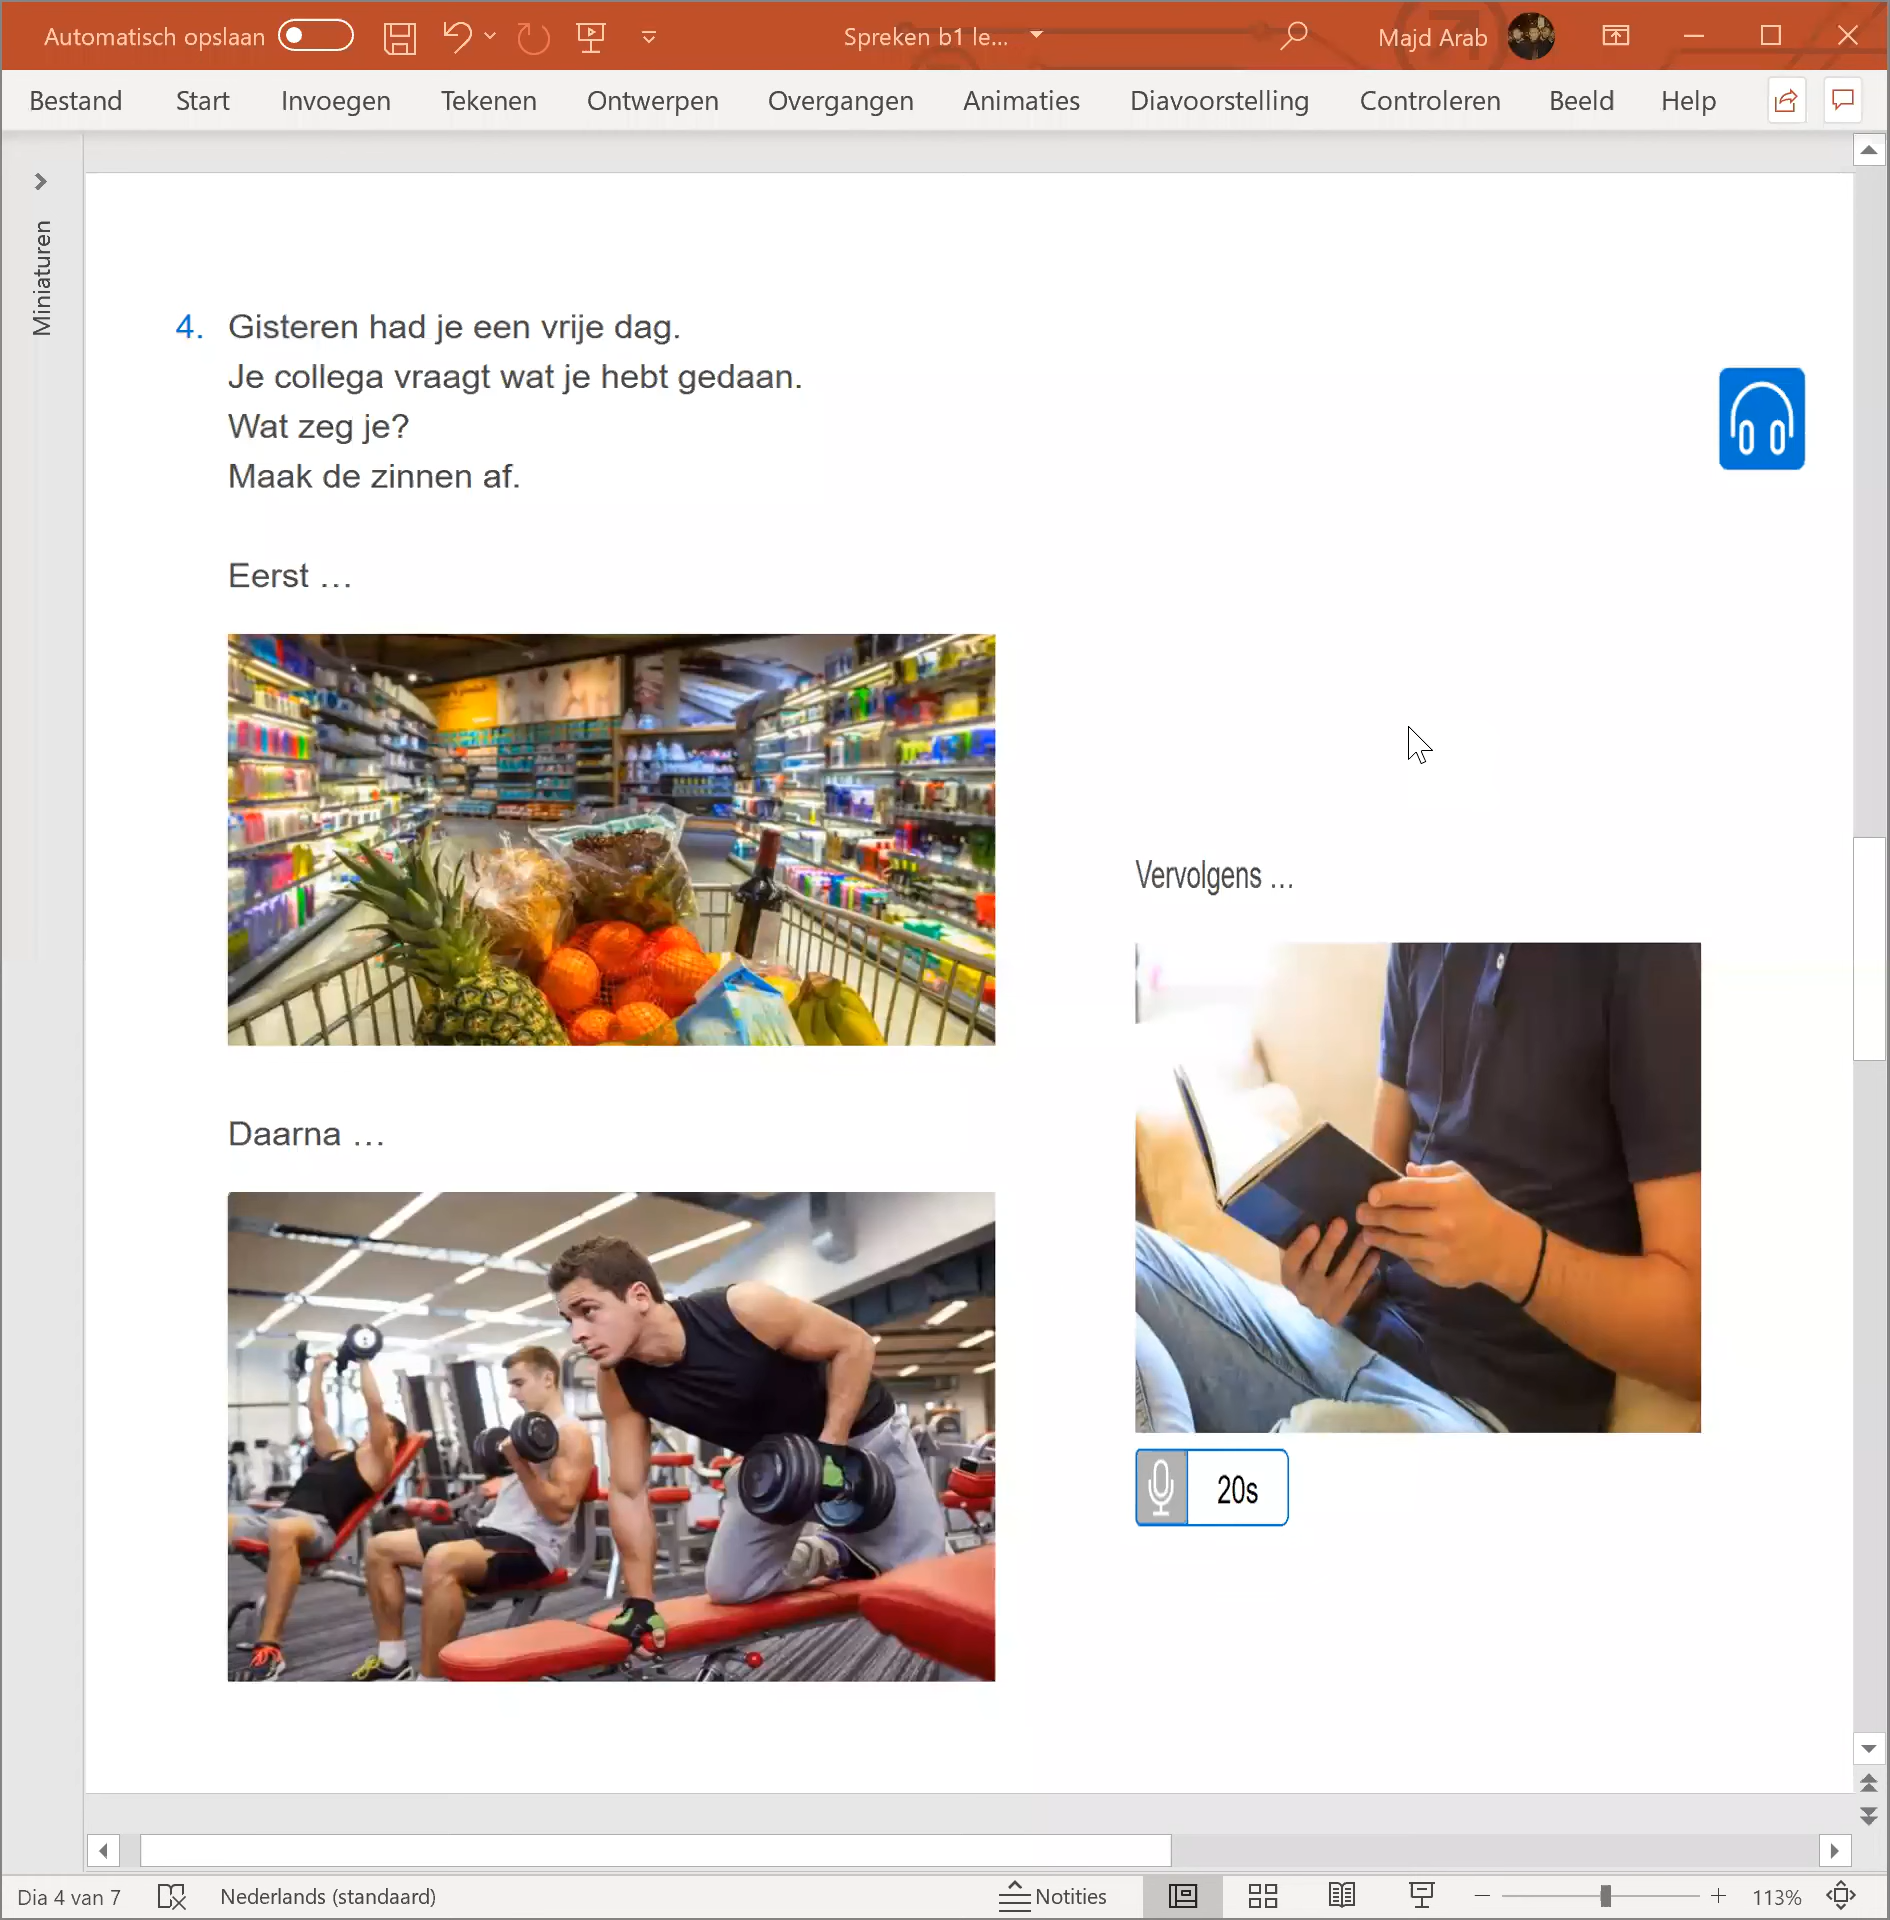 Automatisch opslaan
Spreken b1 le...
Majd Arab
Bestand Start Invoegen Tekenen Ontwerpen Overgangen Animaties Diavoorstelling Controleren Beeld Help
Miniaturen
4. Gisteren had je een vrije dag.
Je collega vraagt wat je hebt gedaan.
Wat zeg je?
Maak de zinnen af.
Eerst …
Daarna …
Vervolgens …
20s
Dia 4 van 7
Nederlands (standaard)
Notities
113%